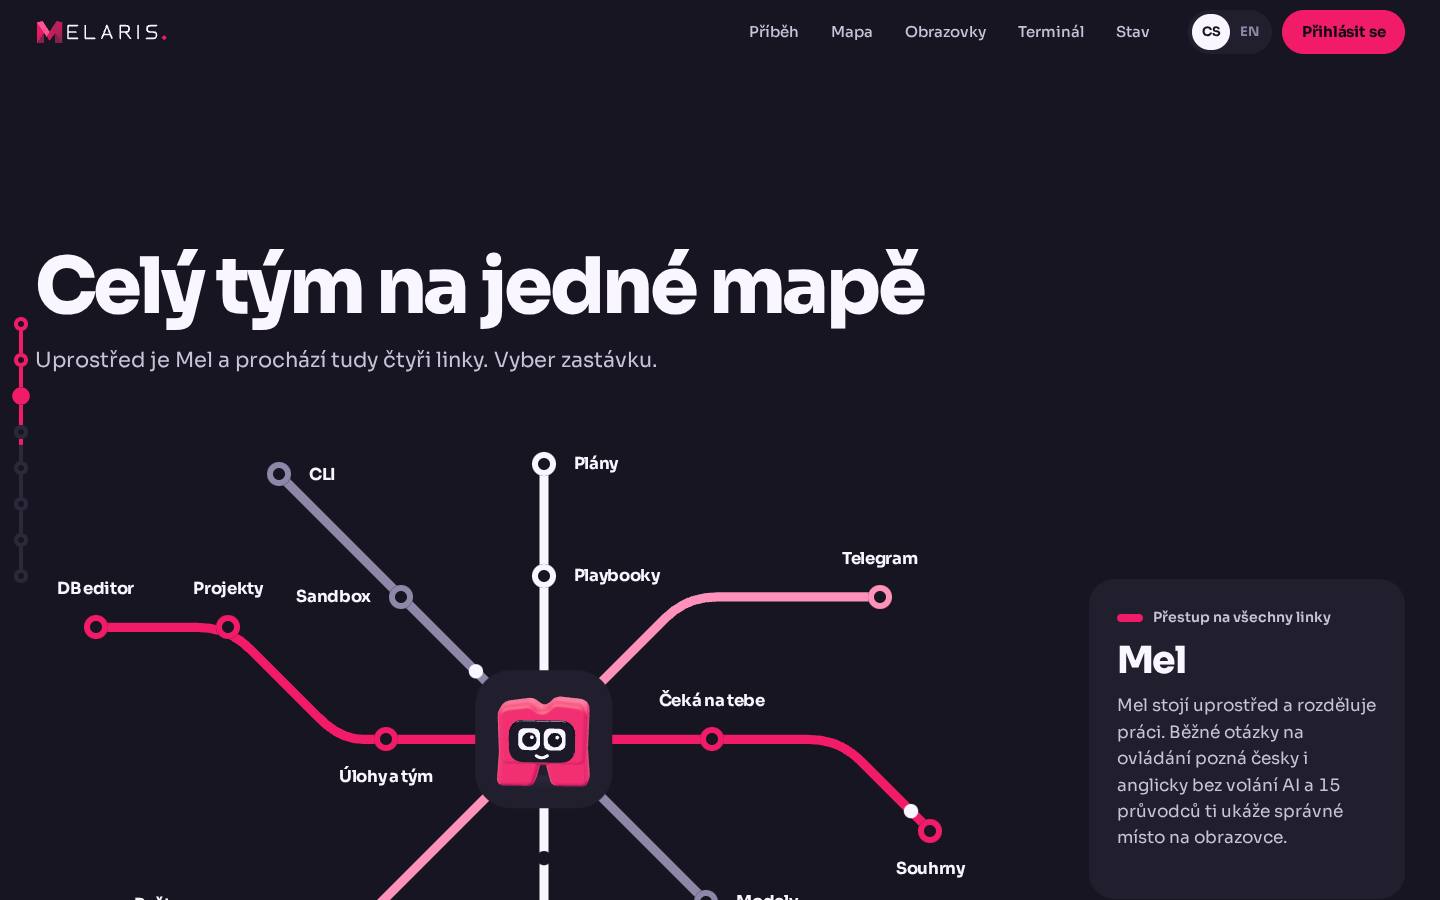 MELARIS.
Příběh
Mapa
Obrazovky
Terminál
Stav
CS
EN
Přihlásit se
Celý tým na jedné mapě
Uprostřed je Mel a prochází tudy čtyři linky. Vyber zastávku.
CLI
Plány
Telegram
DB editor
Projekty
Sandbox
Playbooky
Přestup na všechny linky
Mel
Mel stojí uprostřed a rozděluje
práci. Běžné otázky na
ovládání pozná česky i
anglicky bez volání AI a 15
průvodců ti ukáže správné
místo na obrazovce.
Čeká na tebe
Úlohy a tým
Souhrny